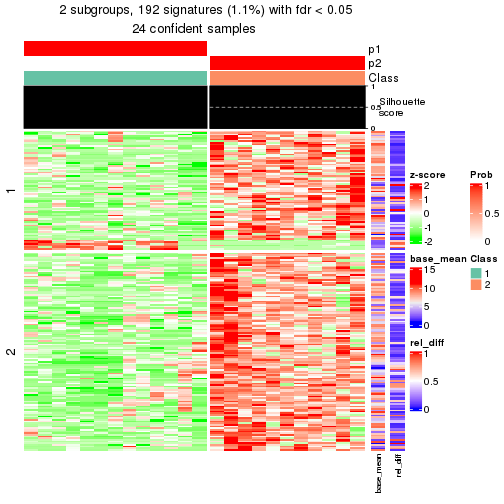 2 subgroups, 192 signatures (1.1%) with fdr < 0.05
24 confident samples
p1
p2
Class
1
0.5
0
Silhouette
score
1
2
z-score
2
1
0
-1
-2
Prob
1
0.5
0
base_mean
15
10
5
0
Class
1
2
rel_diff
1
0.5
0
base_mean
rel_diff